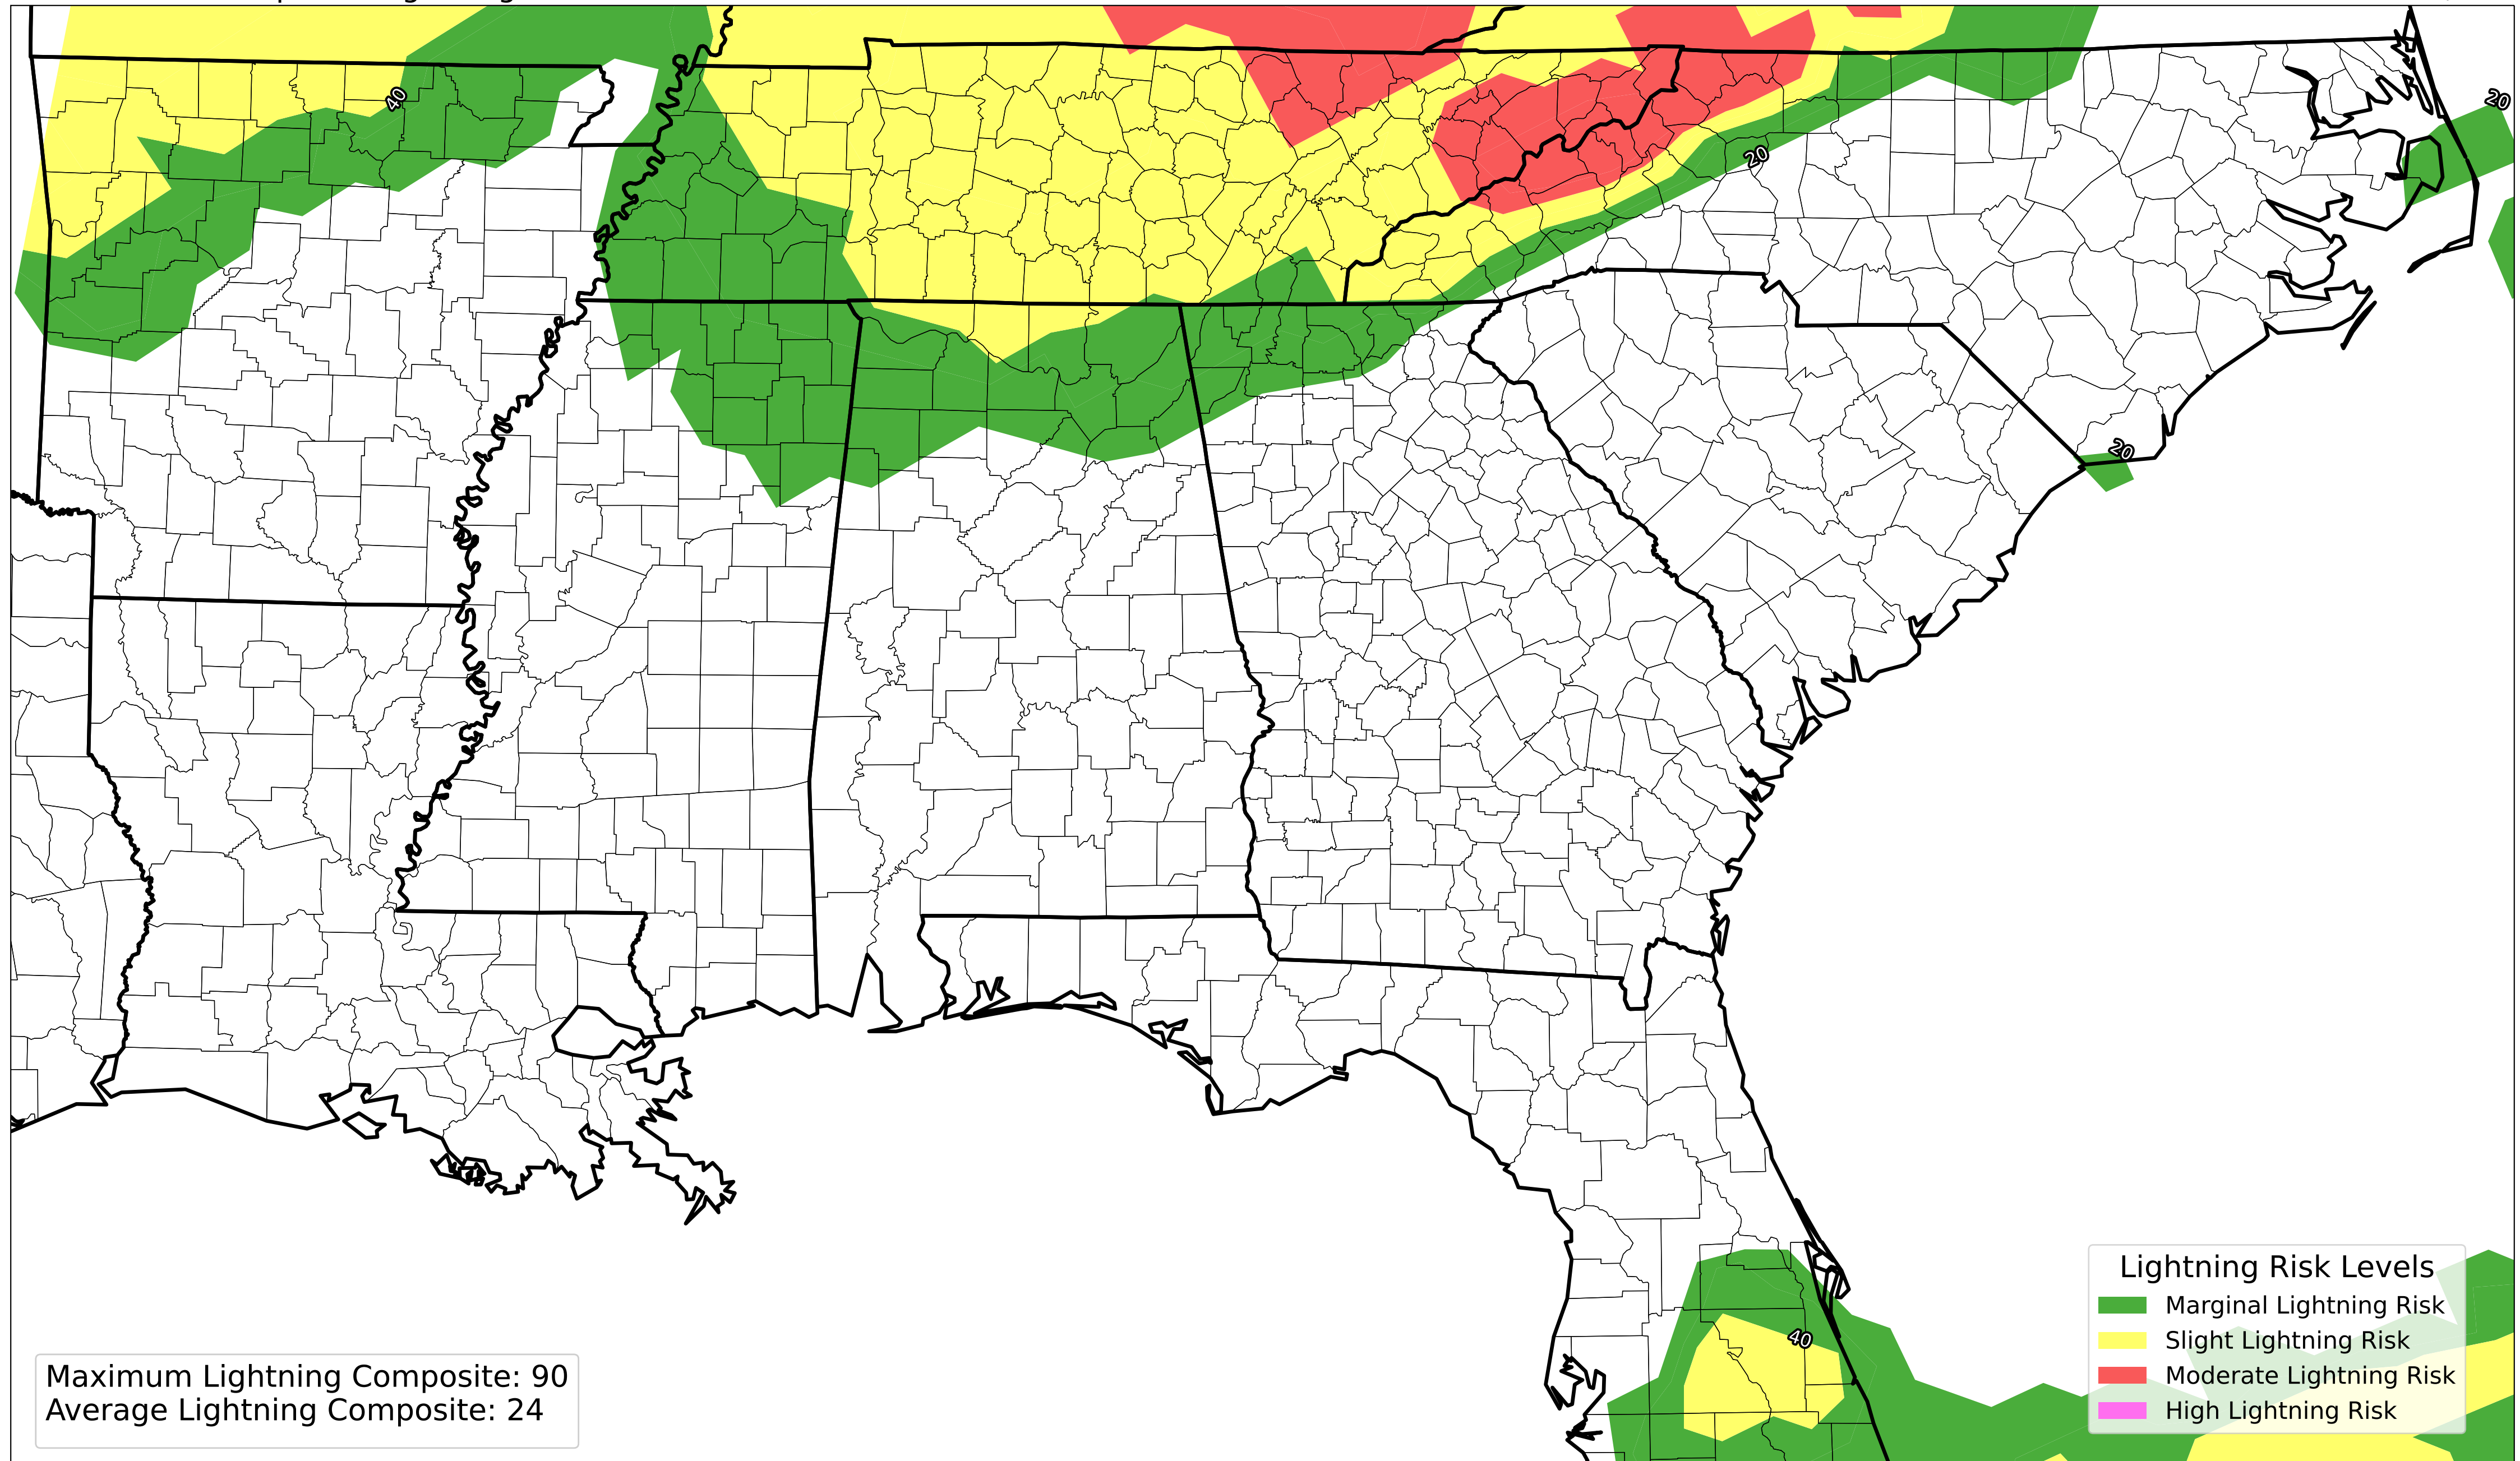 40
20
20
20
40
Lightning Risk Levels
Marginal Lightning Risk
Slight Lightning Risk
Moderate Lightning Risk
High Lightning Risk
Maximum Lightning Composite: 90
Average Lightning Composite: 24